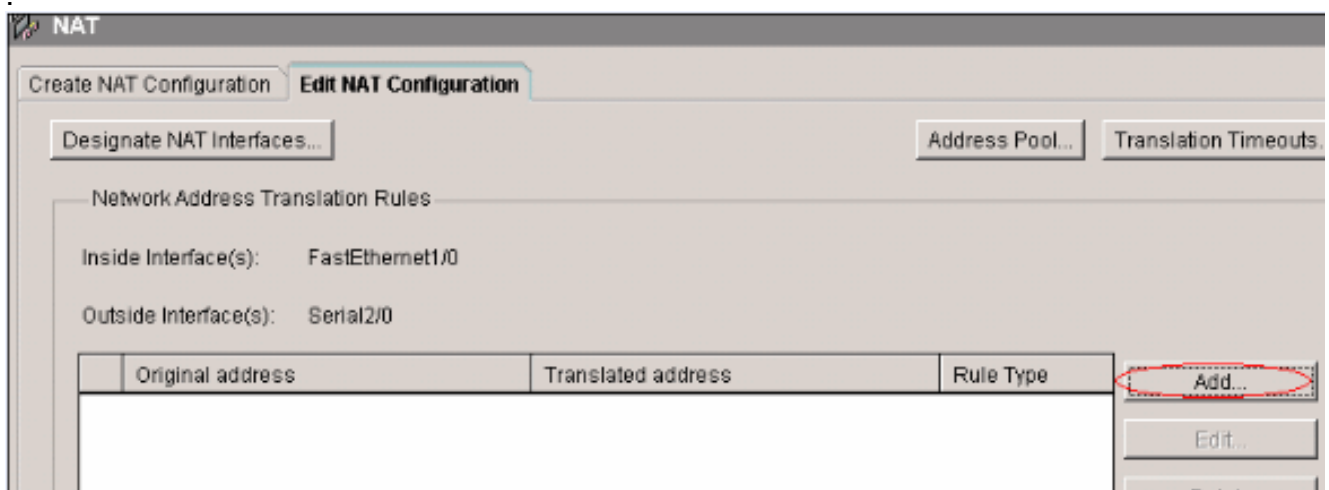 NAT
Create NAT Configuration Edit NAT Configuration
Designate NAT Interfaces... Address Pool... Translation Timeouts.
Network Address Translation Rules
Inside Interface(s): FastEthernet1/0
Outside Interface(s): Serial2/0
Original address Translated address Rule Type
Add...
Edit...